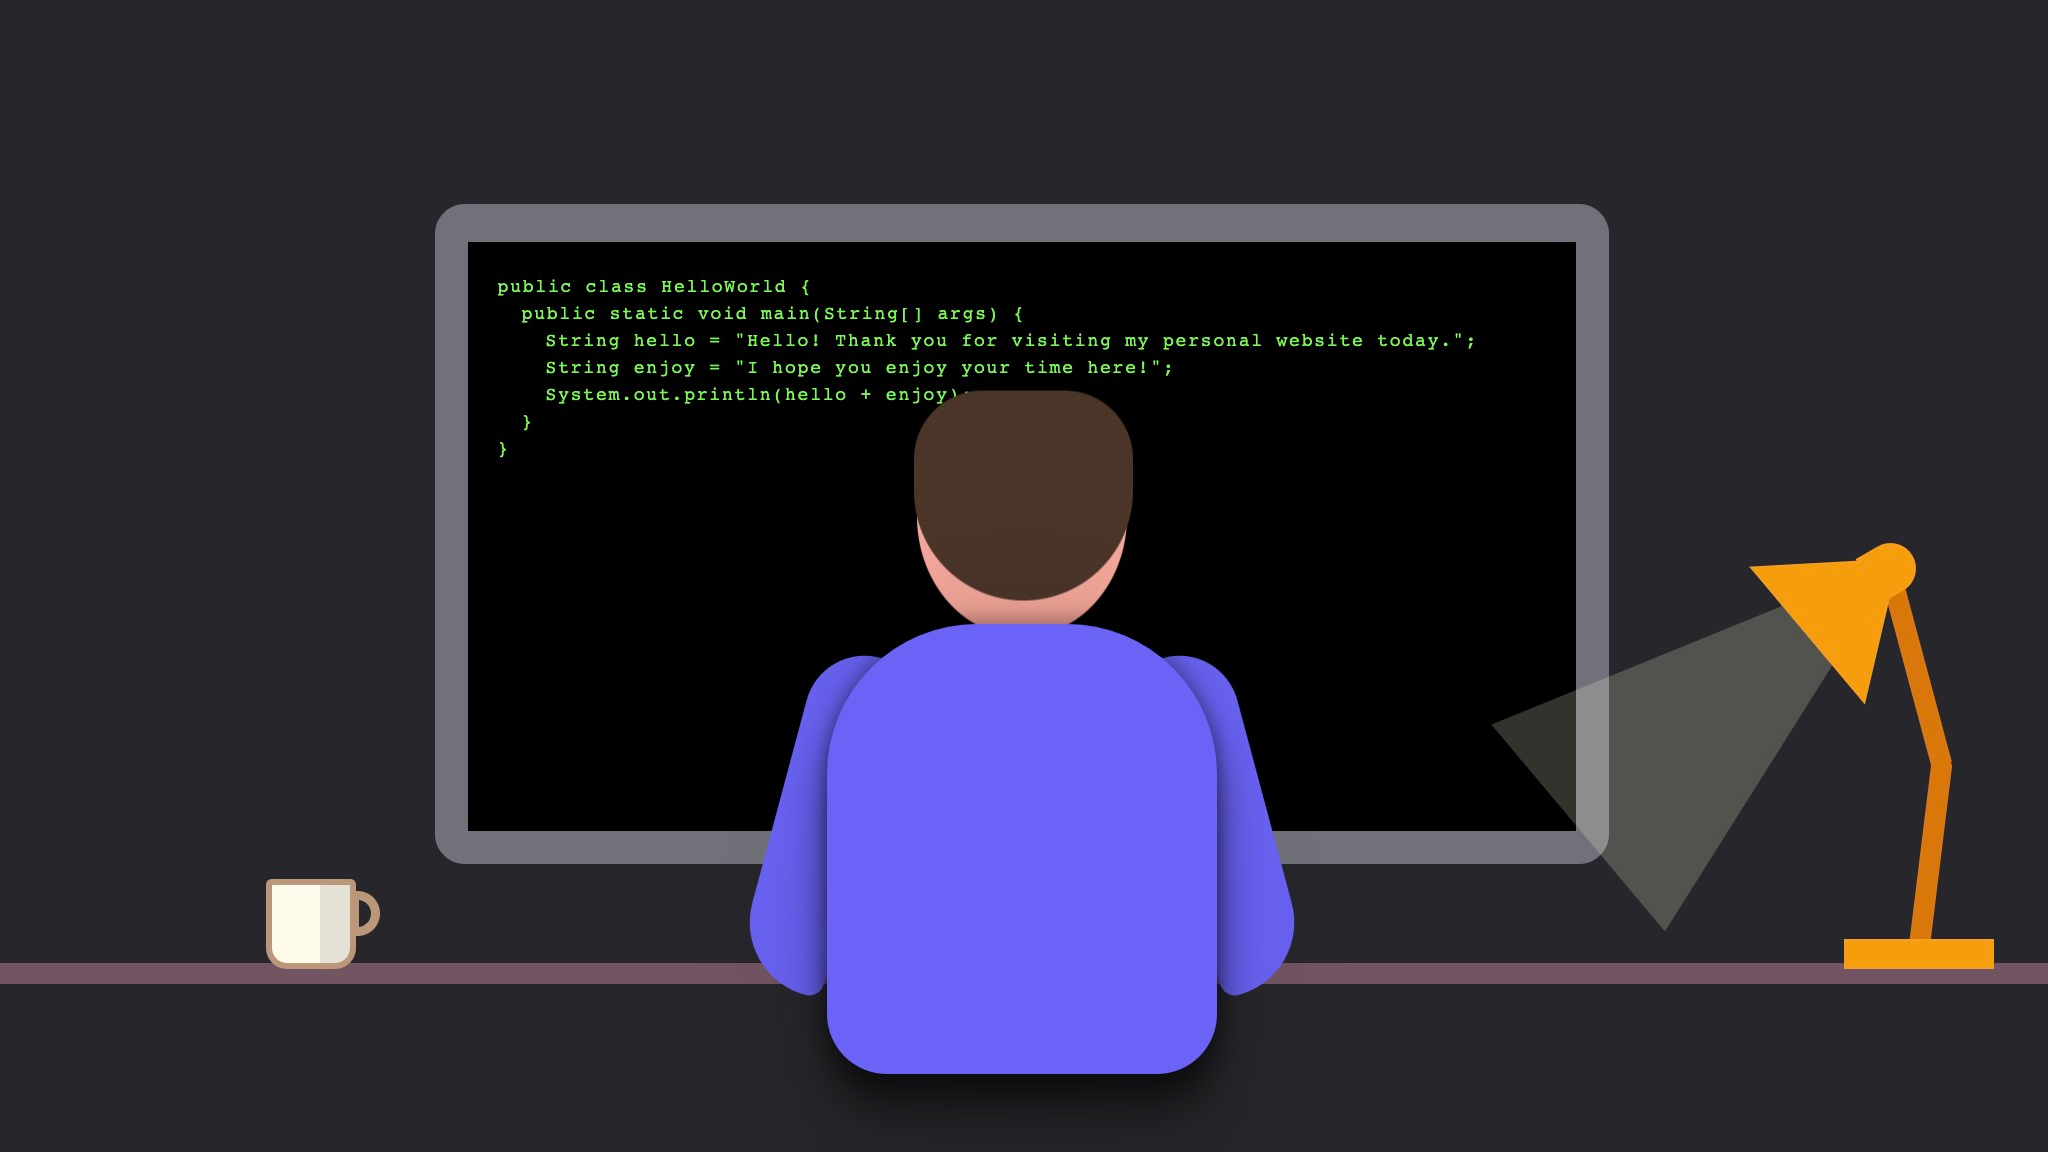 public class HelloWorld {
public static void main(String[] args) {
String hello = "Hello! Thank you for visiting my personal website today.";
String enjoy = "I hope you enjoy your time here!";
System.out.println(hello + enjoy);
}
}